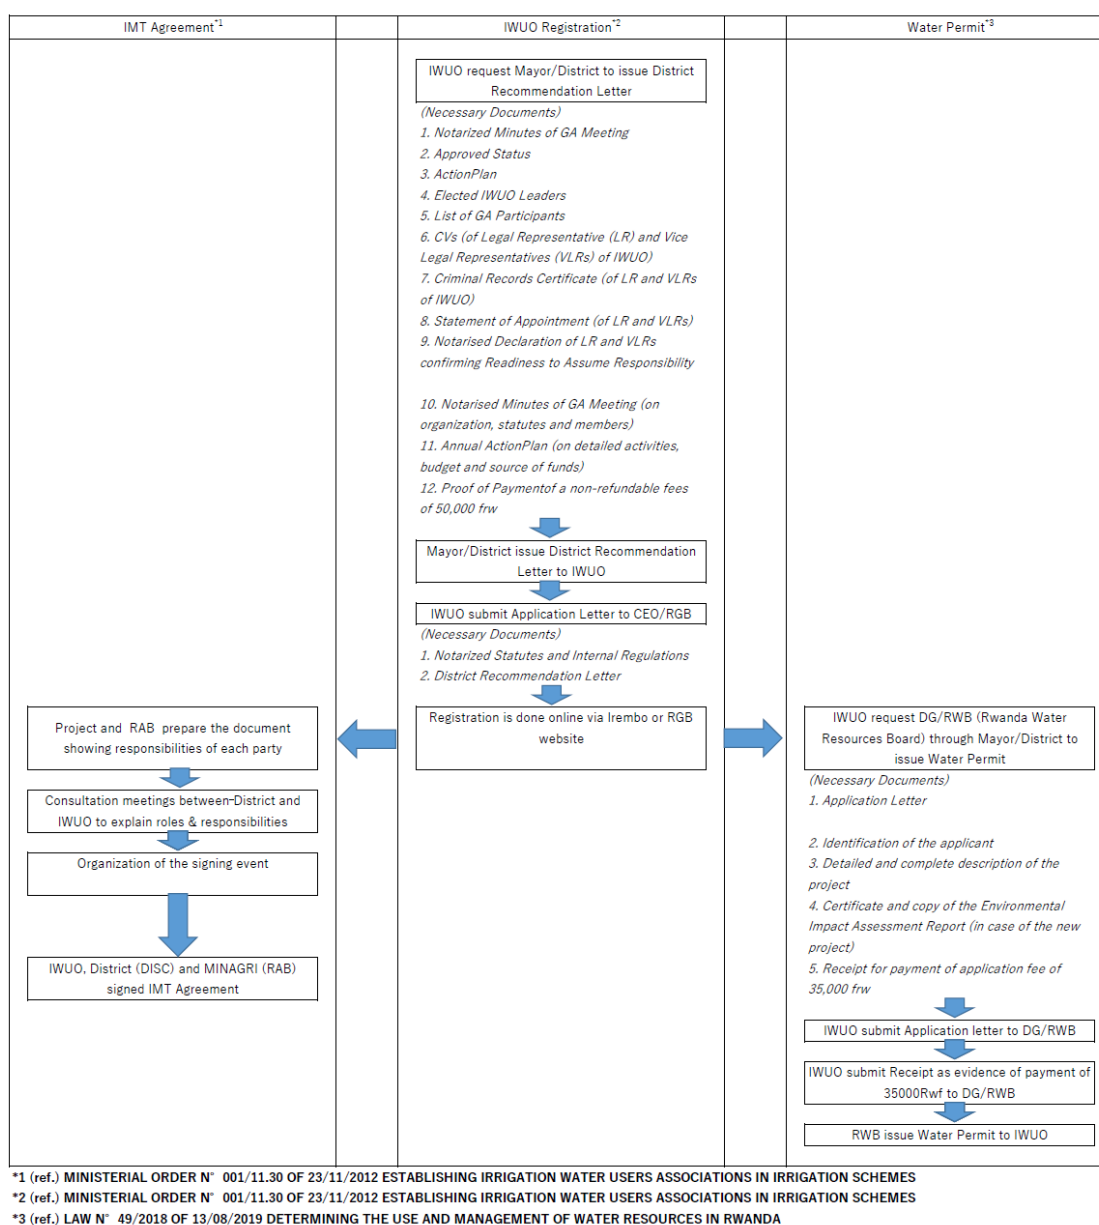 IMT Agreement*1
IWUO Registration*2
Water Permit*3
IWUO request Mayor/District to issue District
Recommendation Letter
(Necessary Documents)
1. Notarized Minutes of GA Meeting
2. Approved Status
3. ActionPlan
4. Elected IWUO Leaders
5. List of GA Participants
6. CVs (of Legal Representative (LR) and Vice
Legal Representatives (VLRs) of IWUO)
7. Criminal Records Certificate (of LR and VLRs
of IWUO)
8. Statement of Appointment (of LR and VLRs)
9. Notarised Declaration of LR and VLRs
confirming Readiness to Assume Responsibility
10. Notarised Minutes of GA Meeting (on
organization, statutes and members)
11. Annual ActionPlan (on detailed activities,
budget and source of funds)
12. Proof of Paymentof a non-refundable fees
of 50,000 frw
Mayor/District issue District Recommendation
Letter to IWUO
IWUO submit Application Letter to CEO/RGB
(Necessary Documents)
1. Notarized Statutes and Internal Regulations
2. District Recommendation Letter
Registration is done online via Irembo or RGB
website
Project and RAB prepare the document
showing responsibilities of each party
Consultation meetings between District and
IWUO to explain roles & responsibilities
Organization of the signing event
IWUO, District (DISC) and MINAGRI (RAB)
signed IMT Agreement
IWUO request DG/RWB (Rwanda Water
Resources Board) through Mayor/District to
issue Water Permit
(Necessary Documents)
1. Application Letter
2. Identification of the applicant
3. Detailed and complete description of the
project
4. Certificate and copy of the Environmental
Impact Assessment Report (in case of the new
project)
5. Receipt for payment of application fee of
35,000 frw
IWUO submit Application letter to DG/RWB
IWUO submit Receipt as evidence of payment of
35000Rwf to DG/RWB
RWB issue Water Permit to IWUO
*1 (ref.) MINISTERIAL ORDER N° 001/11.30 OF 23/11/2012 ESTABLISHING IRRIGATION WATER USERS ASSOCIATIONS IN IRRIGATION SCHEMES
*2 (ref.) MINISTERIAL ORDER N° 001/11.30 OF 23/11/2012 ESTABLISHING IRRIGATION WATER USERS ASSOCIATIONS IN IRRIGATION SCHEMES
*3 (ref.) LAW N° 49/2018 OF 13/08/2019 DETERMINING THE USE AND MANAGEMENT OF WATER RESOURCES IN RWANDA